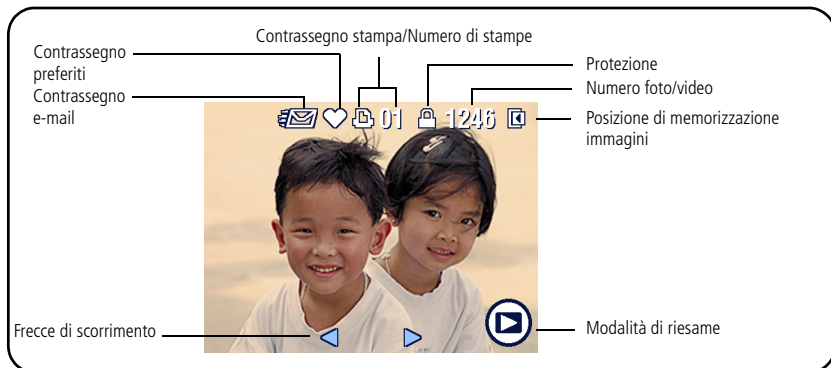 Contrassegno stampa/Numero di stampe
Contrassegno
preferiti
Contrassegno
e-mail
Protezione
Numero foto/video
Posizione di memorizzazione
immagini
01 1246
Frecce di scorrimento
Modalità di riesame